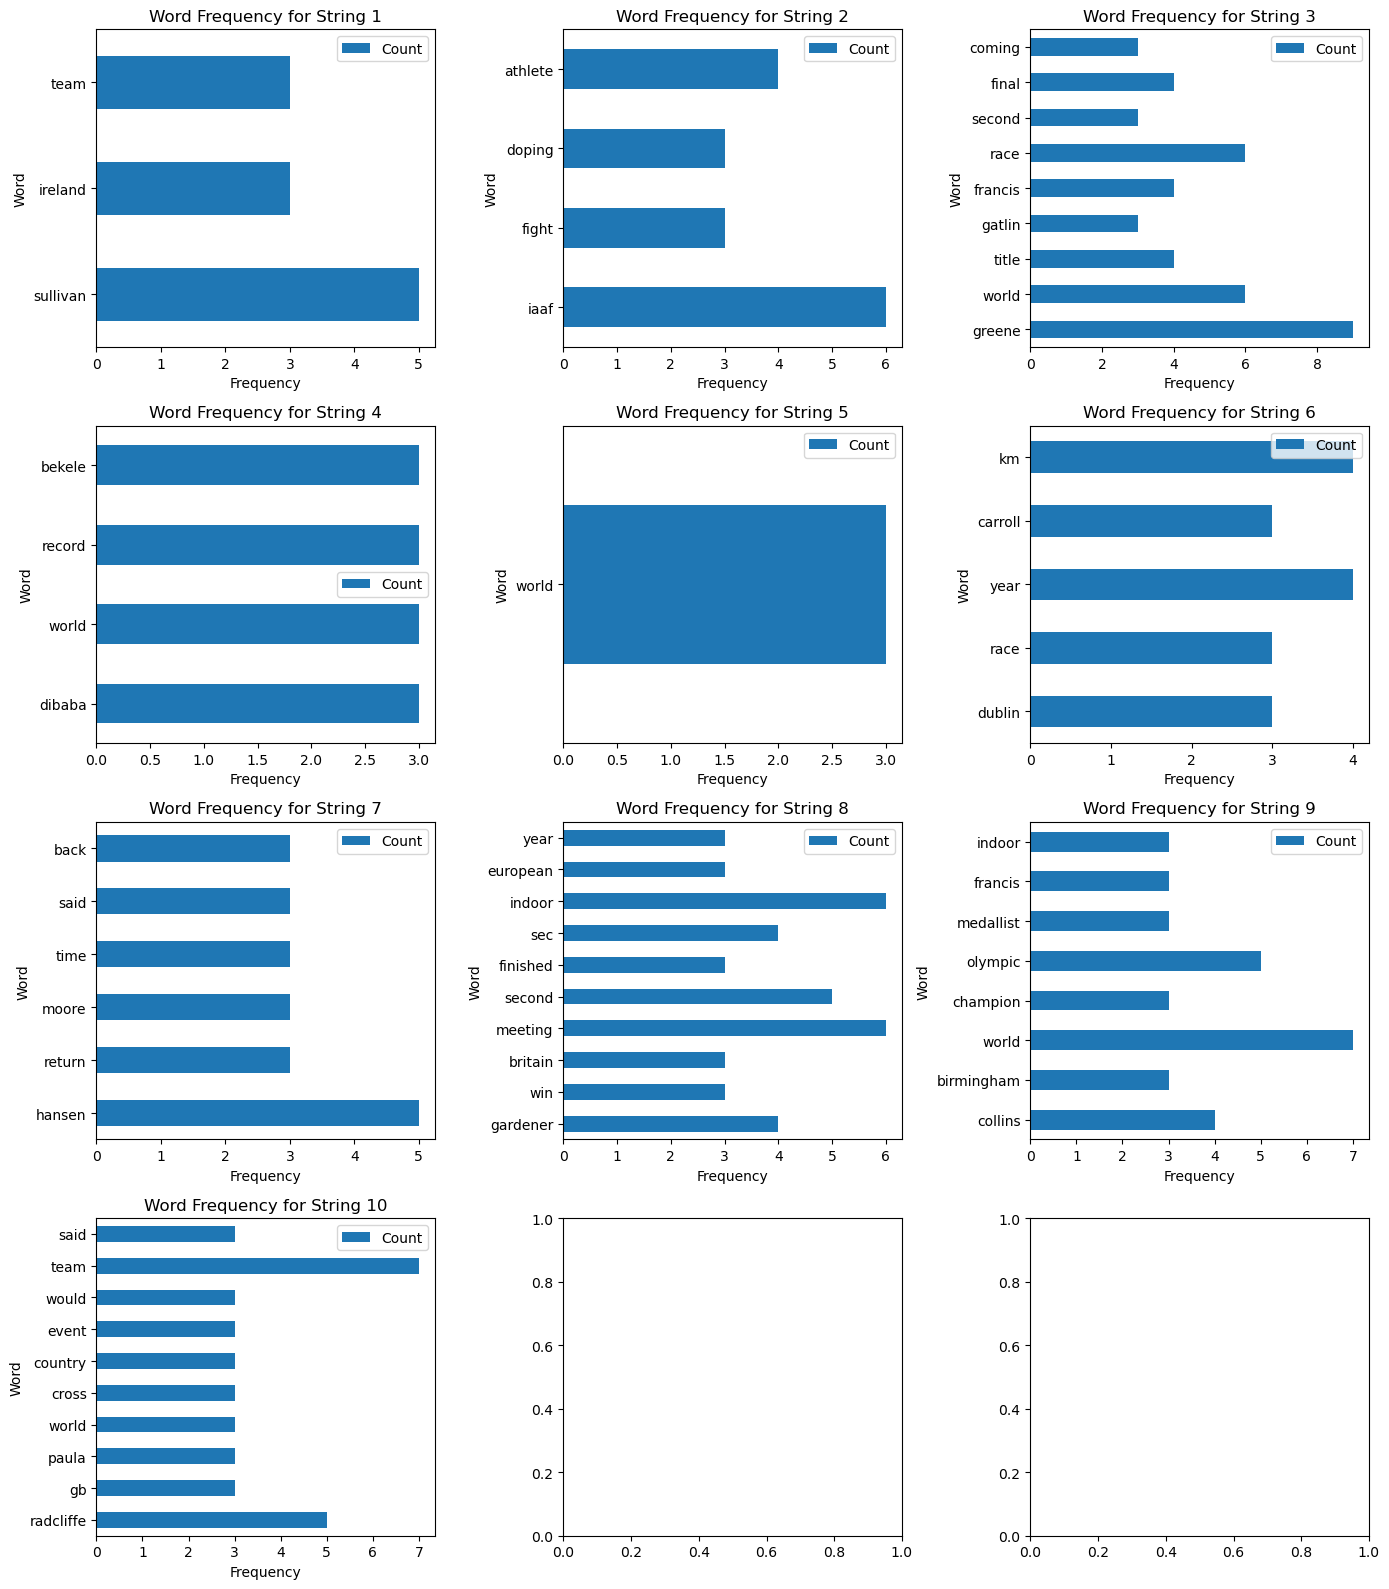 Word Frequency for String 1
Count
team
ireland
sullivan
Word
0 1 2 3 4 5
Frequency
Word Frequency for String 2
Count
athlete
doping
fight
iaaf
Word
0 1 2 3 4 5 6
Frequency
Word Frequency for String 3
Count
coming
final
second
race
francis
gatlin
title
world
greene
Word
0 2 4 6 8
Frequency
Word Frequency for String 4
Count
bekele
record
world
dibaba
Word
0.0 0.5 1.0 1.5 2.0 2.5 3.0
Frequency
Word Frequency for String 5
Count
world
Word
0.0 0.5 1.0 1.5 2.0 2.5 3.0
Frequency
Word Frequency for String 6
Count
km
carroll
year
race
dublin
Word
0 1 2 3 4
Frequency
Word Frequency for String 7
Count
back
said
time
moore
return
hansen
Word
0 1 2 3 4 5
Frequency
Word Frequency for String 8
Count
year
european
indoor
sec
finished
second
meeting
britain
win
gardener
Word
0 1 2 3 4 5 6
Frequency
Word Frequency for String 9
Count
indoor
francis
medallist
olympic
champion
world
birmingham
collins
Word
0 1 2 3 4 5 6 7
Frequency
Word Frequency for String 10
Count
said
team
would
event
country
cross
world
paula
gb
radcliffe
Word
0 1 2 3 4 5 6 7
Frequency
1.0
0.8
0.6
0.4
0.2
0.0
0.0 0.2 0.4 0.6 0.8 1.0
1.0
0.8
0.6
0.4
0.2
0.0
0.0 0.2 0.4 0.6 0.8 1.0